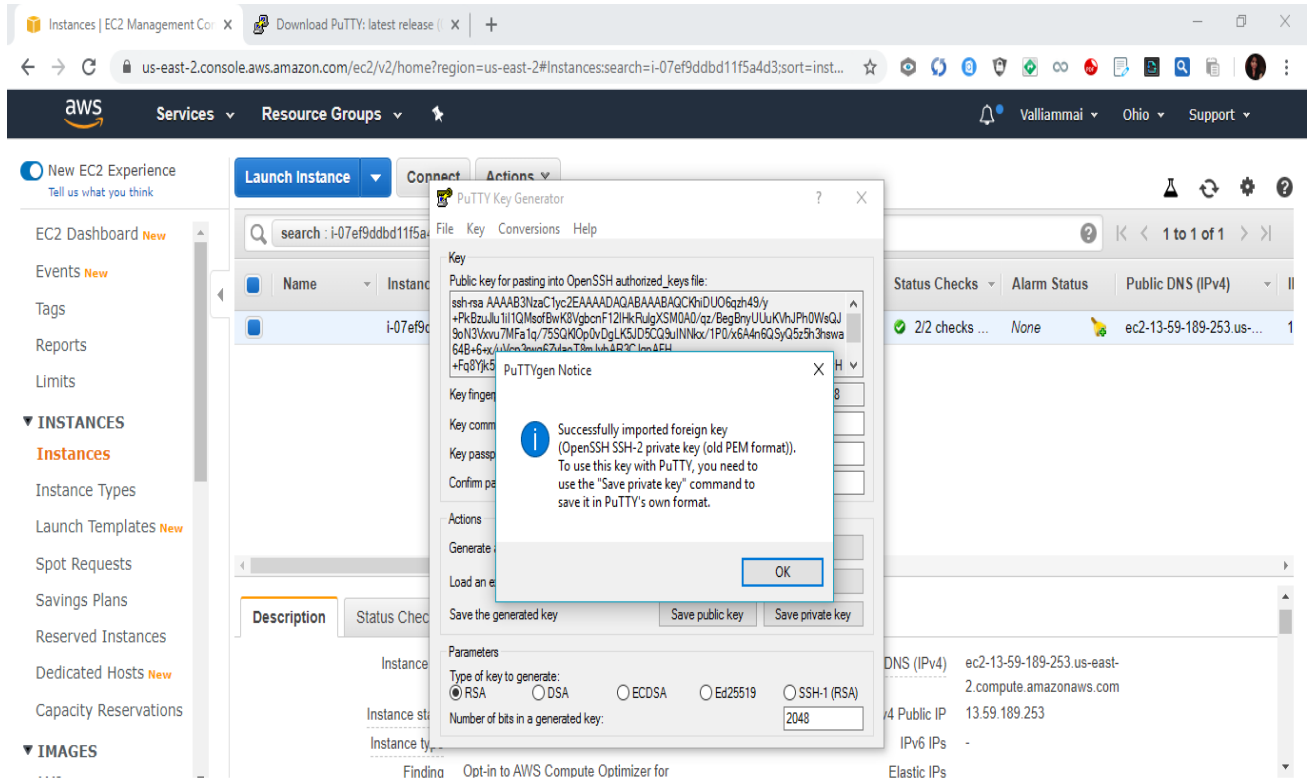 Instances | EC2 Management Con
Download PuTTY: latest release (
us-east-2.console.aws.amazon.com/ec2/v2/home?region=us-east-2#Instances:search=i-07ef9ddbd11f5a4d3;sort=inst...
aws Services Resource Groups Valliammai Ohio Support
New EC2 Experience
Tell us what you think
Launch Instance Connect Actions
EC2 Dashboard New
Events New
Tags
Reports
Limits
INSTANCES
Instances
Instance Types
Launch Templates New
Spot Requests
Savings Plans
Reserved Instances
Dedicated Hosts New
Capacity Reservations
IMAGES
search : i-07ef9ddbd11f5a4
1 to 1 of 1
Name Instanc Status Checks Alarm Status Public DNS (IPv4)
i-07ef9c 2/2 checks ... None ec2-13-59-189-253.us-...
PuTTY Key Generator
File Key Conversions Help
Key
Public key for pasting into OpenSSH authorized_keys file:
ssh-rsa AAAAB3NzaC1yc2EAAAADAQABAAABAQCKhiDUO6qzh49/y
Key finger
8
Key comm
Key passp
Confirm pa
PuTTYgen Notice
Successfully imported foreign key
(OpenSSH SSH-2 private key (old PEM format)).
To use this key with PuTTY, you need to
use the "Save private key" command to
save it in PuTTY's own format.
OK
Actions
Generate
Load an e
Save the generated key Save public key Save private key
Parameters
Type of key to generate:
RSA DSA ECDSA Ed25519 SSH-1 (RSA)
Number of bits in a generated key: 2048
Description Status Chec
Instance
Instance sta
Instance ty
Finding Opt-in to AWS Compute Optimizer for
DNS (IPv4) ec2-13-59-189-253.us-east-
2.compute.amazonaws.com
4 Public IP 13.59.189.253
IPv6 IPs -
Elastic IPs